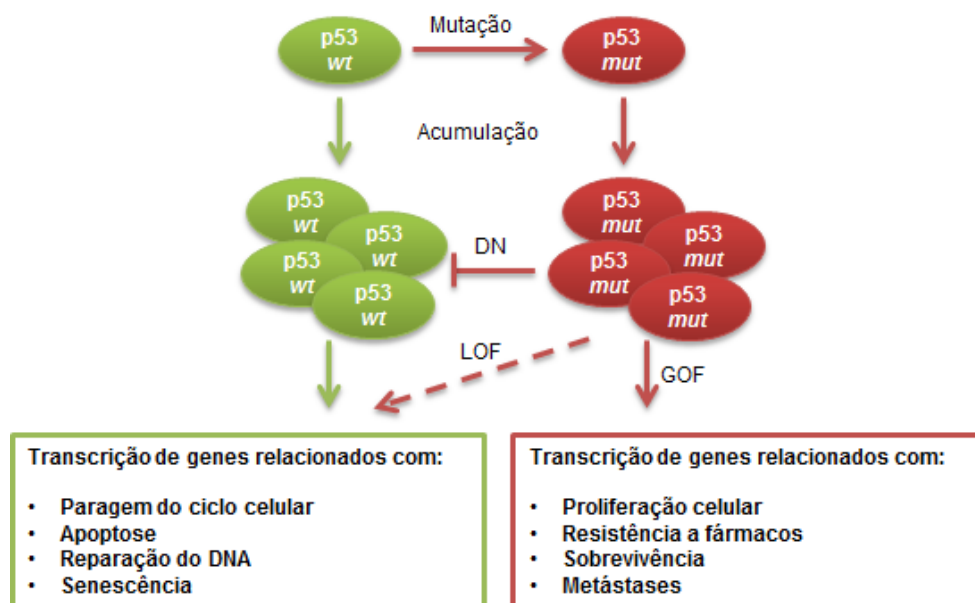 p53
wt
Mutação
p53
mut
Acumulação
p53
wt
p53
wt
p53
wt
p53
wt
DN
p53
mut
p53
mut
p53
mut
p53
mut
LOF
GOF
Transcrição de genes relacionados com:
• Paragem do ciclo celular
• Apoptose
• Reparação do DNA
• Senescência
Transcrição de genes relacionados com:
• Proliferação celular
• Resistência a fármacos
• Sobrevivência
• Metástases